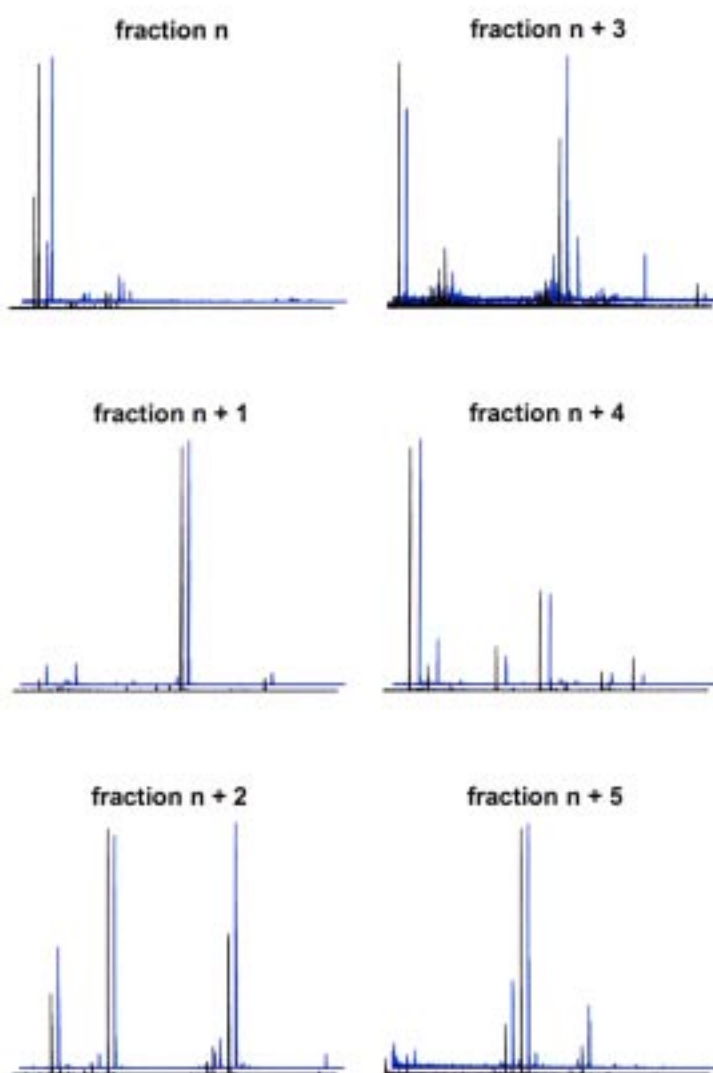 fraction n
fraction n + 3
fraction n + 1
fraction n + 4
fraction n + 2
fraction n + 5